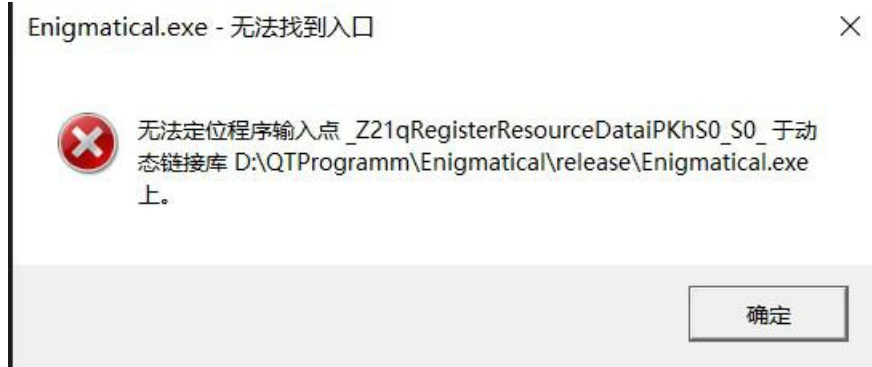 Enigmatical.exe - 无法找到入口
无法定位程序输入点 _Z21qRegisterResourceDataiPKhS0_S0_ 于动
态链接库 D:\QTProgramm\Enigmatical\release\Enigmatical.exe
上。
确定